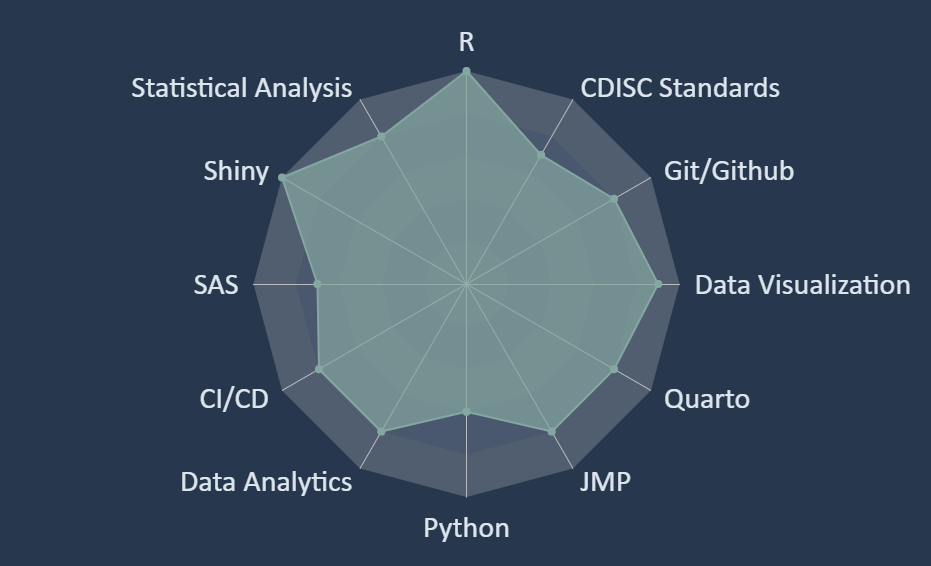 R
Statistical Analysis
CDISC Standards
Shiny
Git/Github
SAS
Data Visualization
CI/CD
Quarto
Data Analytics
JMP
Python